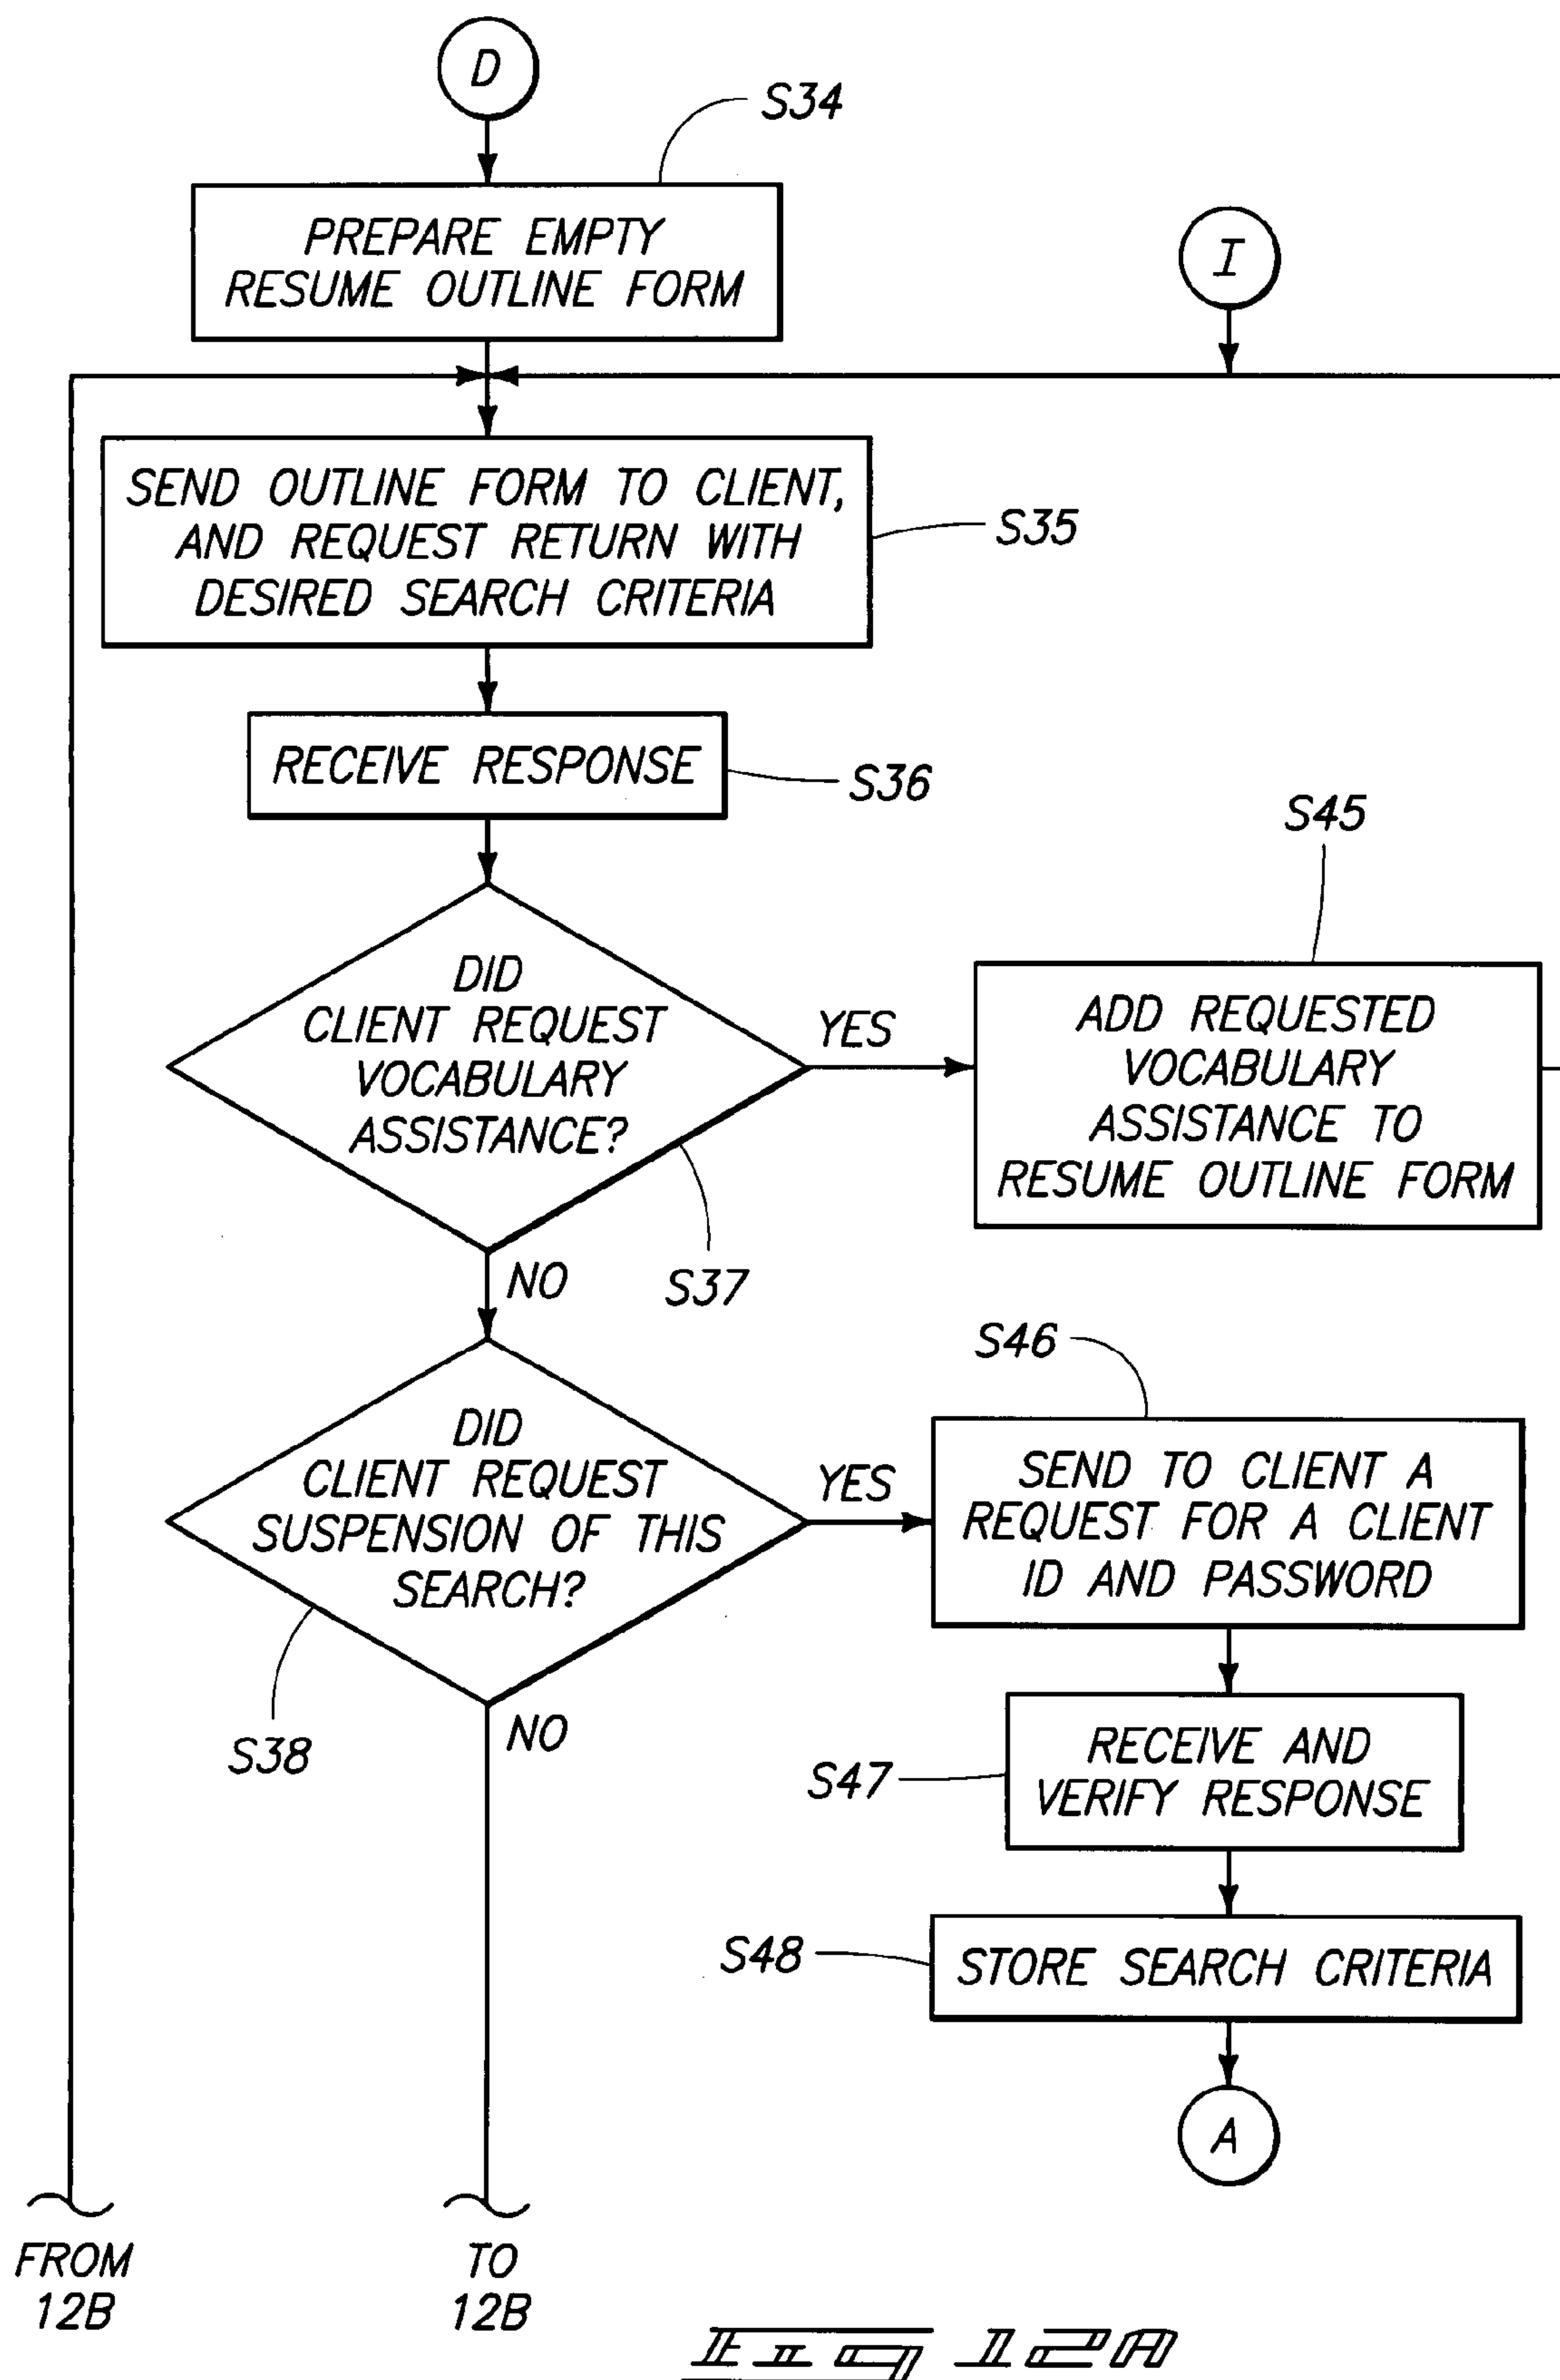 D
S34
PREPARE EMPTY
RESUME OUTLINE FORM
I
SEND OUTLINE FORM TO CLIENT,
AND REQUEST RETURN WITH
DESIRED SEARCH CRITERIA
S35
RECEIVE RESPONSE
S36
DID
CLIENT REQUEST
VOCABULARY
ASSISTANCE?
YES
S37
NO
S45
ADD REQUESTED
VOCABULARY
ASSISTANCE TO
RESUME OUTLINE FORM
DID
CLIENT REQUEST
SUSPENSION OF THIS
SEARCH?
YES
S38
NO
S46
SEND TO CLIENT A
REQUEST FOR A CLIENT
ID AND PASSWORD
S47
RECEIVE AND
VERIFY RESPONSE
S48
STORE SEARCH CRITERIA
A
FROM
12B
TO
12B
Fig 12A